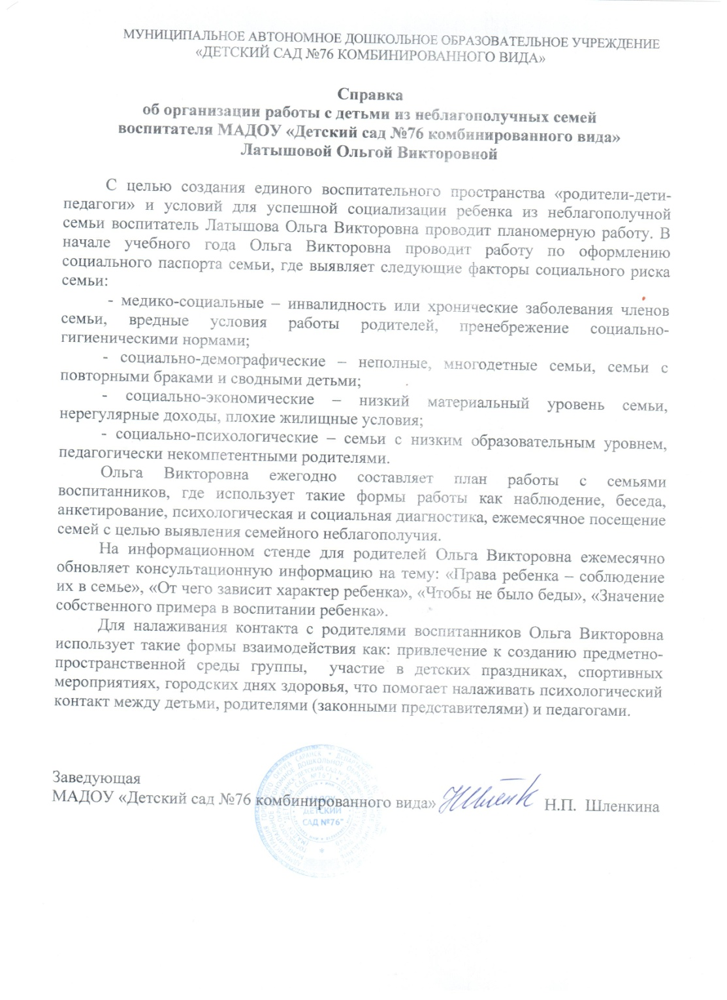 МУНИЦИПАЛЬНОЕ АВТОНОМНОЕ ДОШКОЛЬНОЕ ОБРАЗОВАТЕЛЬНОЕ УЧРЕЖДЕНИЕ
«ДЕТСКИЙ САД №76 КОМБИНИРОВАННОГО ВИДА»
Справка
об организации работы с детьми из неблагополучных семей
воспитателя МАДОУ «Детский сад №76 комбинированного вида»
Латышовой Ольгой Викторовной
С целью создания единого воспитательного пространства «родители-дети-
педагоги» и условий для успешной социализации ребенка из неблагополучной
семьи воспитатель Латышова Ольга Викторовна проводит планомерную работу. В
начале учебного года Ольга Викторовна проводит работу по оформлению
социального паспорта семьи, где выявляет следующие факторы социального риска
семьи:
- медико-социальные – инвалидность или хронические заболевания членов
семьи, вредные условия работы родителей, пренебрежение социально-
гигиеническими нормами;
- социально-демографические – неполные, многодетные семьи, семьи с
повторными браками и сводными детьми;
- социально-экономические – низкий материальный уровень семьи,
нерегулярные доходы, плохие жилищные условия;
- социально-психологические – семьи с низким образовательным уровнем,
педагогически некомпетентными родителями.
Ольга Викторовна ежегодно составляет план работы с семьями
воспитанников, где использует такие формы работы как наблюдение, беседа,
анкетирование, психологическая и социальная диагностика, ежемесячное посещение
семей с целью выявления семейного неблагополучия.
На информационном стенде для родителей Ольга Викторовна ежемесячно
обновляет консультационную информацию на тему: «Права ребенка – соблюдение
их в семье», «От чего зависит характер ребенка», «Чтобы не было беды», «Значение
собственного примера в воспитании ребенка».
Для налаживания контакта с родителями воспитанников Ольга Викторовна
использует такие формы взаимодействия как: привлечение к созданию предметно-
пространственной среды группы, участие в детских праздниках, спортивных
мероприятиях, городских днях здоровья, что помогает налаживать психологический
контакт между детьми, родителями (законными представителями) и педагогами.
Заведующая
МАДОУ «Детский сад №76 комбинированного вида» Н.П. Шленкина
МАДОУ
"ДЕТСКИЙ
САД №76"